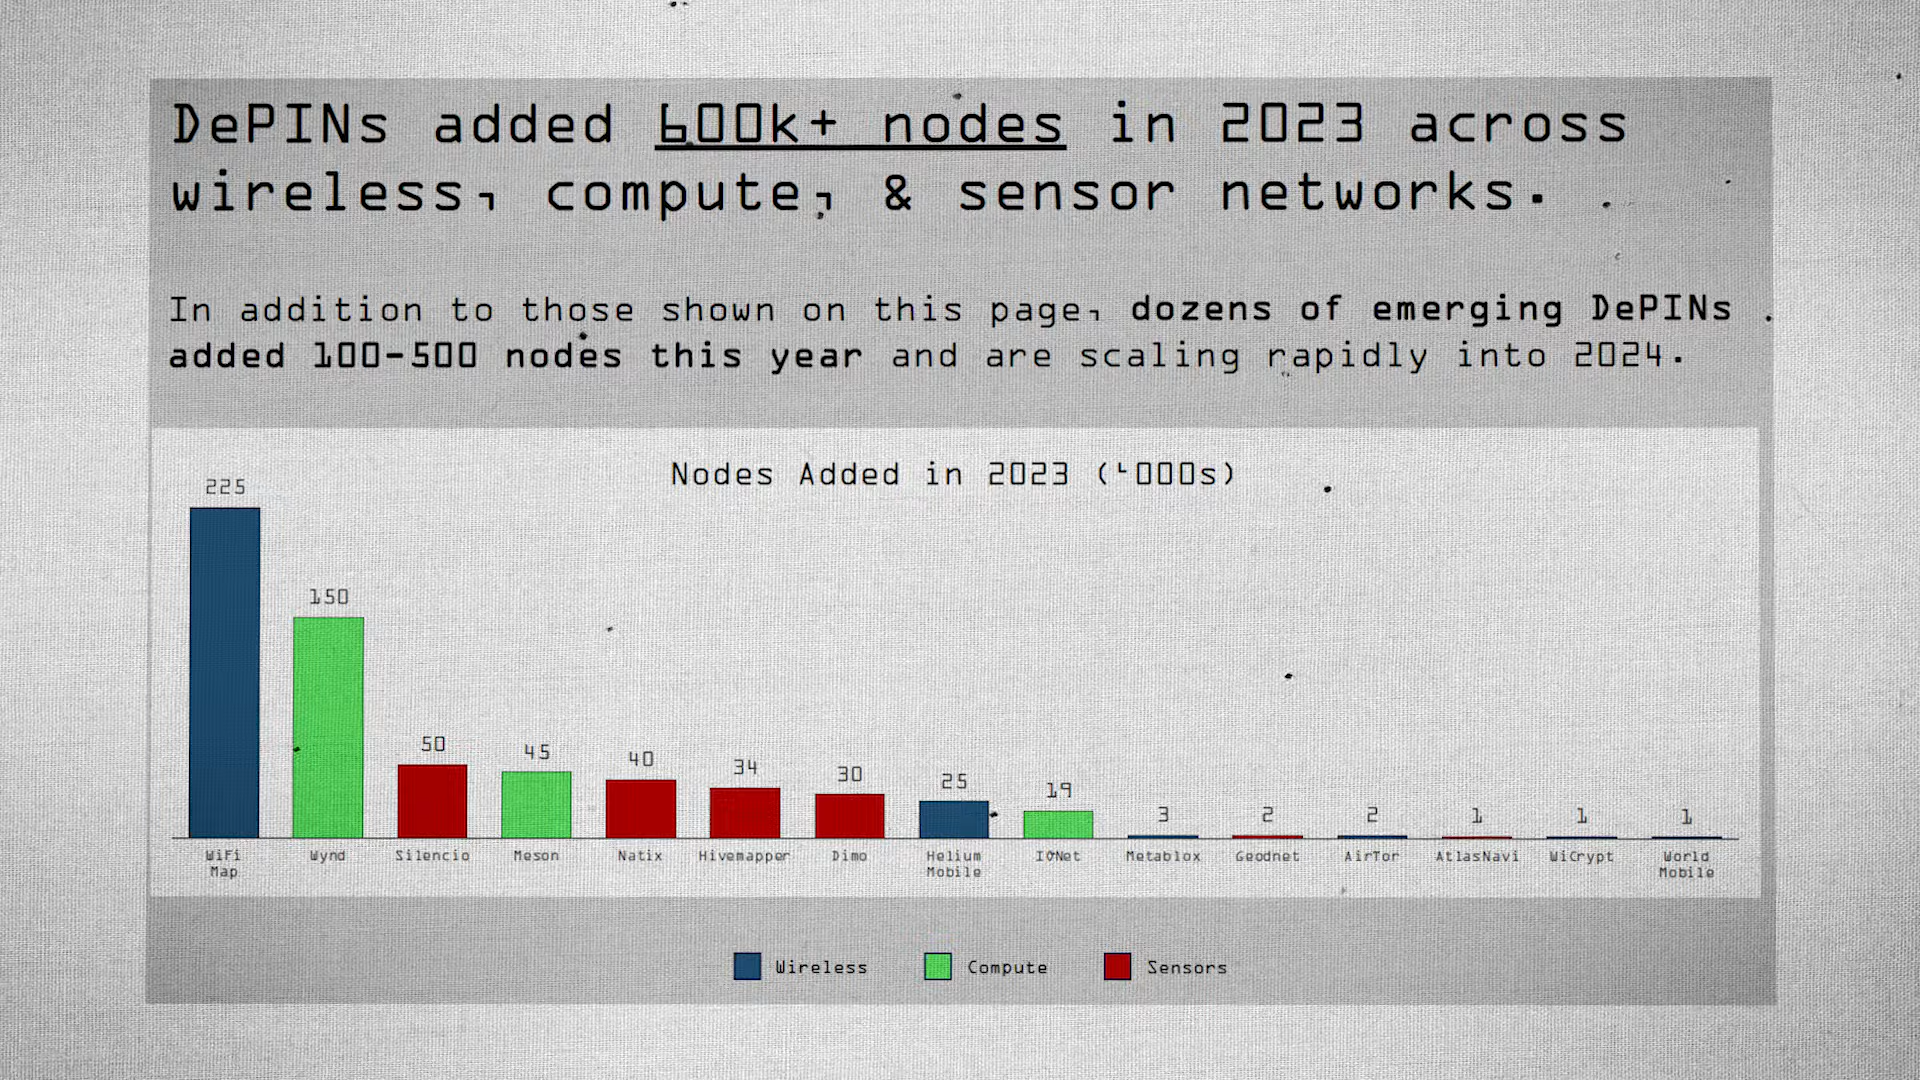 DePINs added 600k+ nodes in 2023 across
wireless, compute, & sensor networks.
In addition to those shown on this page, dozens of emerging DePINs
added 100-500 nodes this year and are scaling rapidly into 2024.
Nodes Added in 2023 (‘000s)
225
150
50
45
40
34
30
25
19
3
2
2
1
1
1
WiFi Map
Wynd
Silencio
Meson
Natix
Hivemapper
Dimo
Helium Mobile
IONet
Metablox
Geodnet
AirTor
AtlasNavi
WiCrypt
World Mobile
Wireless
Compute
Sensors